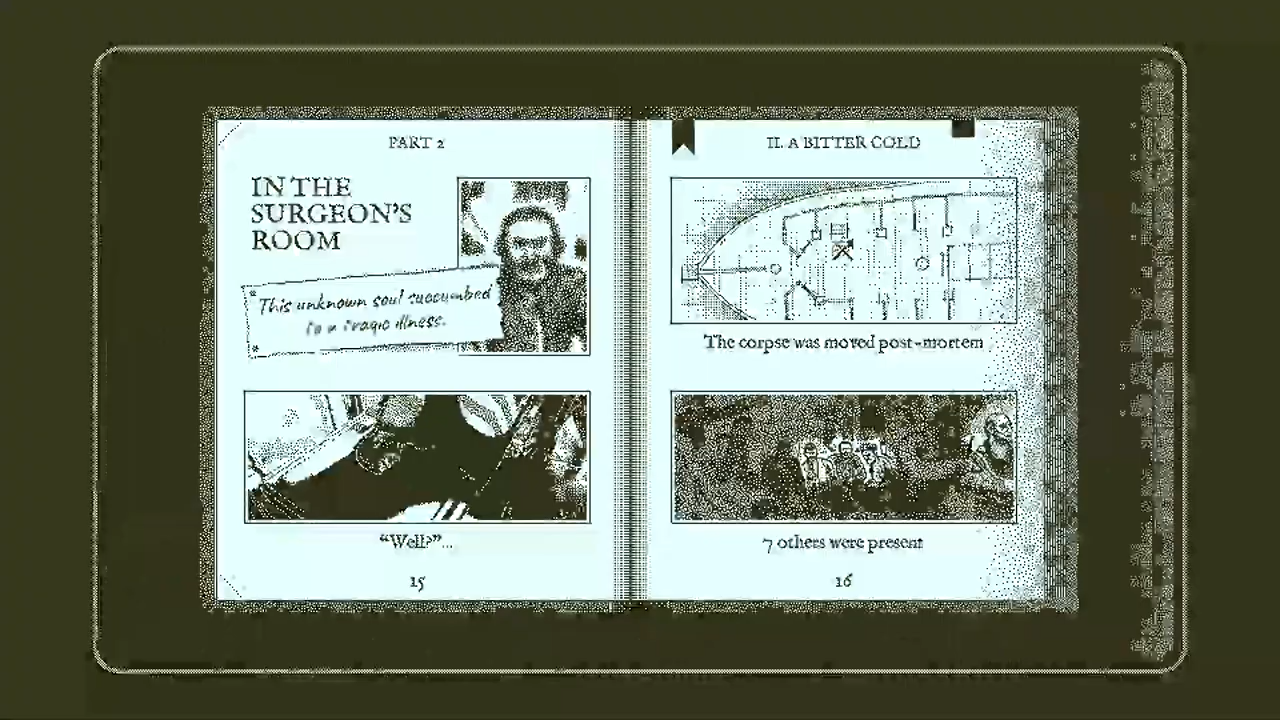 PART 2
IN THE
SURGEON'S
ROOM
This unknown soul succumbed
to a tragic illness.
"Well?"...
15
II. A BITTER COLD
The corpse was moved post-mortem
7 others were present
16